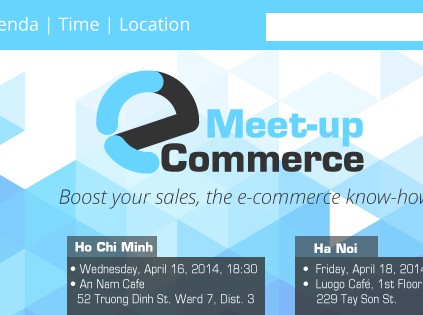 enda | Time | Location
Meet-up
Commerce
Boost your sales, the e-commerce know-how
Ho Chi Minh
• Wednesday, April 16, 2014, 18:30
• An Nam Cafe
52 Truong Dinh St. Ward 7, Dist. 3
Ha Noi
• Friday, April 18, 2014
• Luogo Café, 1st Floor
229 Tay Son St.